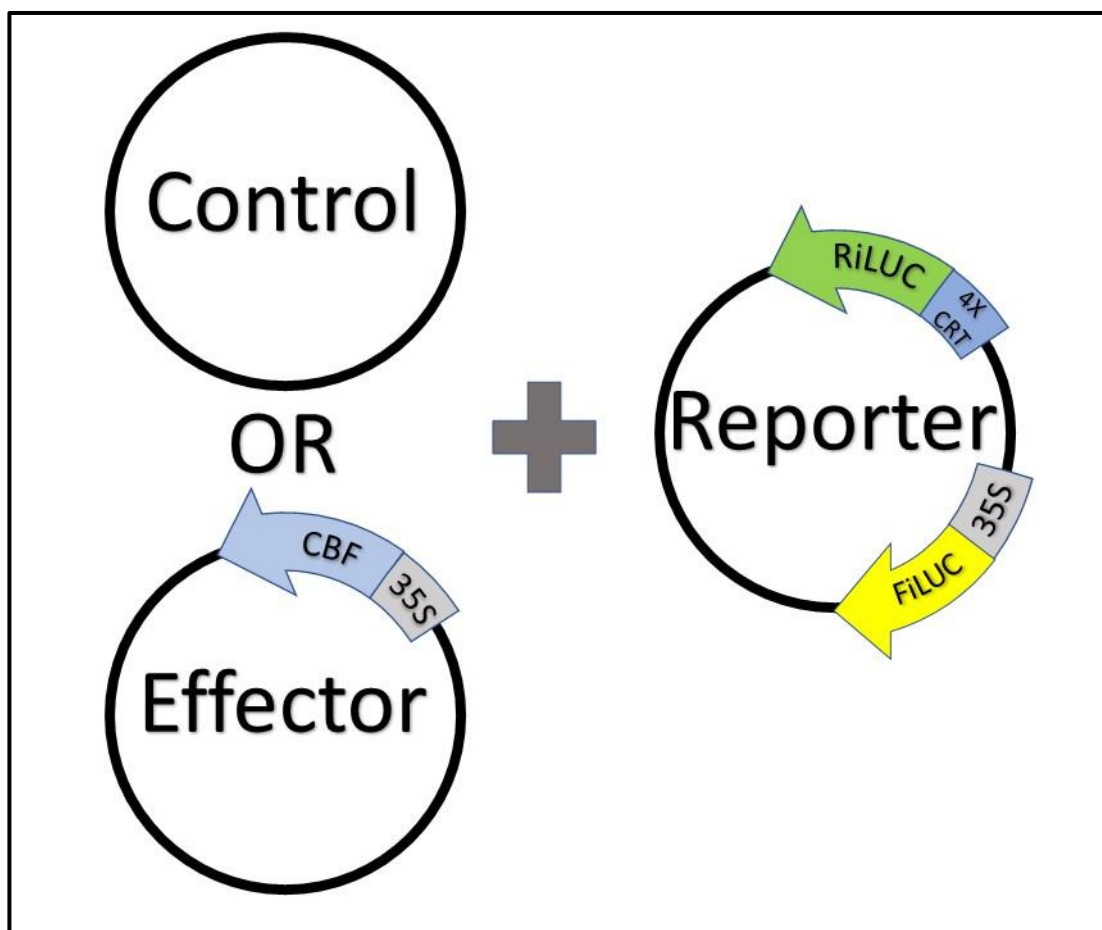 Control
OR
CBF
35S
Effector
RiLUC
4X
CRT
Reporter
35S
FiLUC